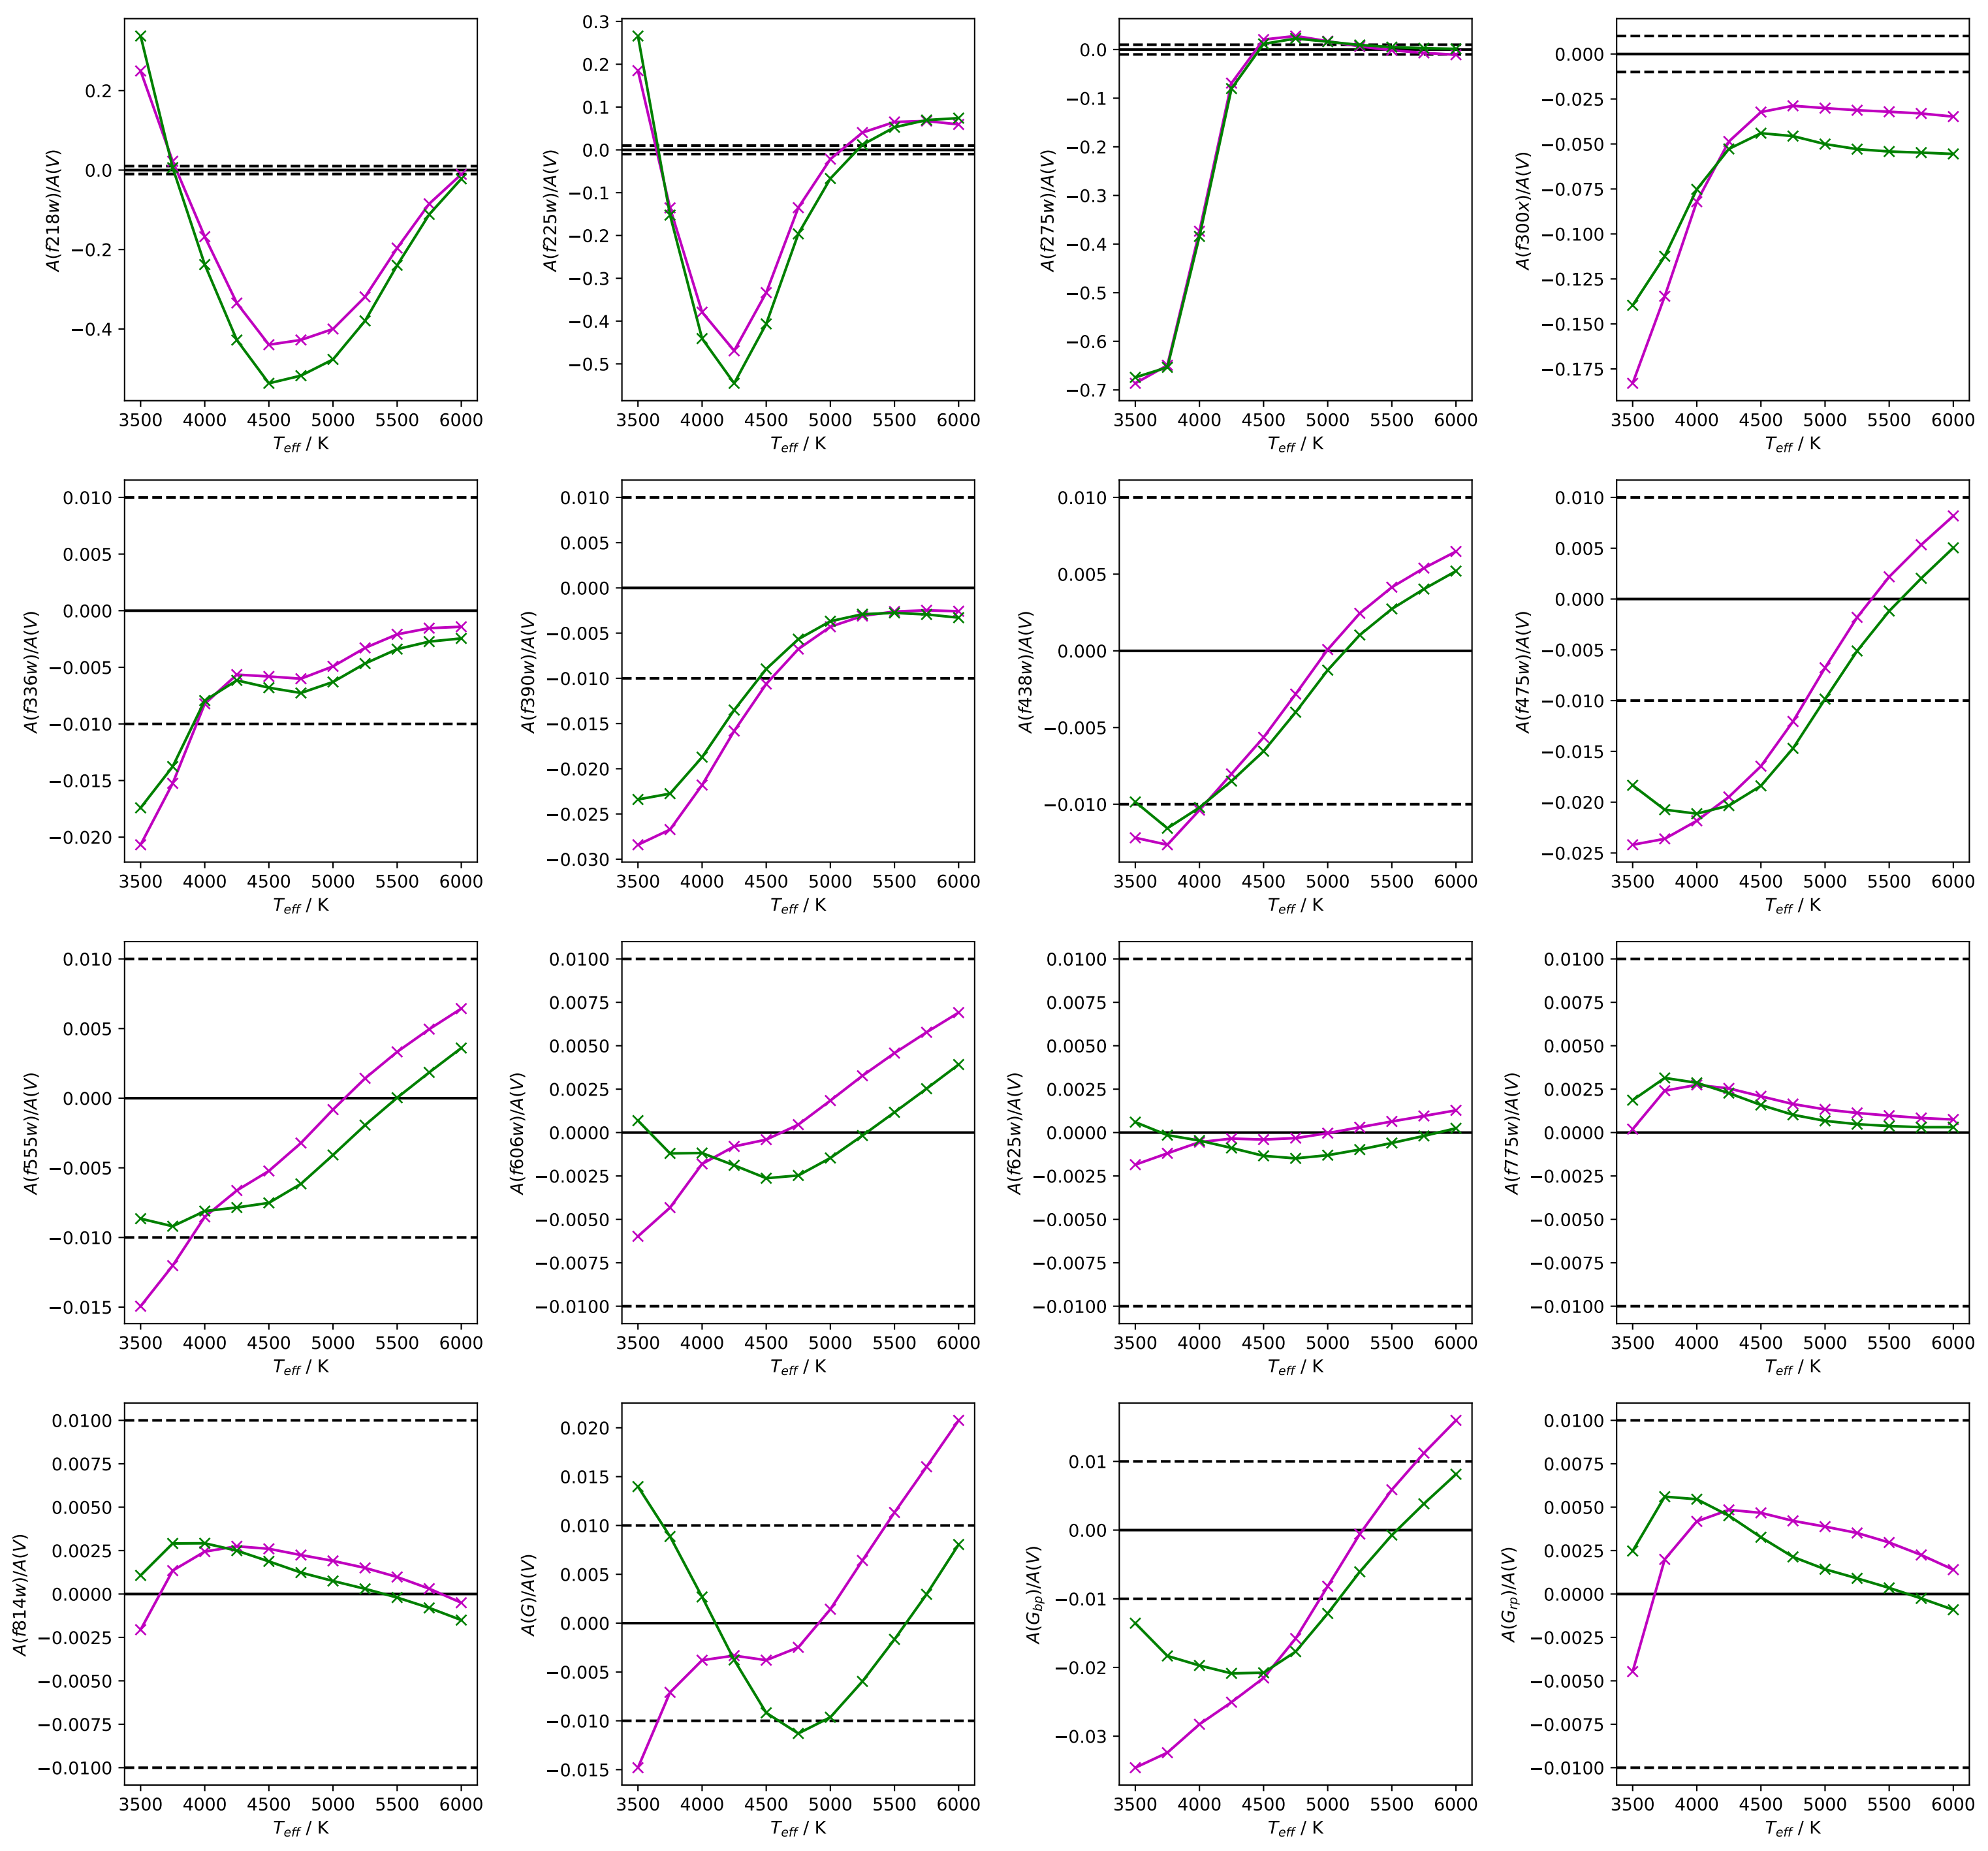 A(f218w)/A(V)
0.2
0.0
−0.2
−0.4
3500 4000 4500 5000 5500 6000
T_eff / K
A(f225w)/A(V)
0.3
0.2
0.1
0.0
−0.1
−0.2
−0.3
−0.4
−0.5
3500 4000 4500 5000 5500 6000
T_eff / K
A(f275w)/A(V)
0.0
−0.1
−0.2
−0.3
−0.4
−0.5
−0.6
−0.7
3500 4000 4500 5000 5500 6000
T_eff / K
A(f300x)/A(V)
0.000
−0.025
−0.050
−0.075
−0.100
−0.125
−0.150
−0.175
3500 4000 4500 5000 5500 6000
T_eff / K
A(f336w)/A(V)
0.010
0.005
0.000
−0.005
−0.010
−0.015
−0.020
3500 4000 4500 5000 5500 6000
T_eff / K
A(f390w)/A(V)
0.010
0.005
0.000
−0.005
−0.010
−0.015
−0.020
−0.025
−0.030
3500 4000 4500 5000 5500 6000
T_eff / K
A(f438w)/A(V)
0.010
0.005
0.000
−0.005
−0.010
3500 4000 4500 5000 5500 6000
T_eff / K
A(f475w)/A(V)
0.010
0.005
0.000
−0.005
−0.010
−0.015
−0.020
−0.025
3500 4000 4500 5000 5500 6000
T_eff / K
A(f555w)/A(V)
0.010
0.005
0.000
−0.005
−0.010
−0.015
3500 4000 4500 5000 5500 6000
T_eff / K
A(f606w)/A(V)
0.0100
0.0075
0.0050
0.0025
0.0000
−0.0025
−0.0050
−0.0075
−0.0100
3500 4000 4500 5000 5500 6000
T_eff / K
A(f625w)/A(V)
0.0100
0.0075
0.0050
0.0025
0.0000
−0.0025
−0.0050
−0.0075
−0.0100
3500 4000 4500 5000 5500 6000
T_eff / K
A(f775w)/A(V)
0.0100
0.0075
0.0050
0.0025
0.0000
−0.0025
−0.0050
−0.0075
−0.0100
3500 4000 4500 5000 5500 6000
T_eff / K
A(f814w)/A(V)
0.0100
0.0075
0.0050
0.0025
0.0000
−0.0025
−0.0050
−0.0075
−0.0100
3500 4000 4500 5000 5500 6000
T_eff / K
A(G)/A(V)
0.020
0.015
0.010
0.005
0.000
−0.005
−0.010
−0.015
3500 4000 4500 5000 5500 6000
T_eff / K
A(G_bp)/A(V)
0.01
0.00
−0.01
−0.02
−0.03
3500 4000 4500 5000 5500 6000
T_eff / K
A(G_rp)/A(V)
0.0100
0.0075
0.0050
0.0025
0.0000
−0.0025
−0.0050
−0.0075
−0.0100
3500 4000 4500 5000 5500 6000
T_eff / K